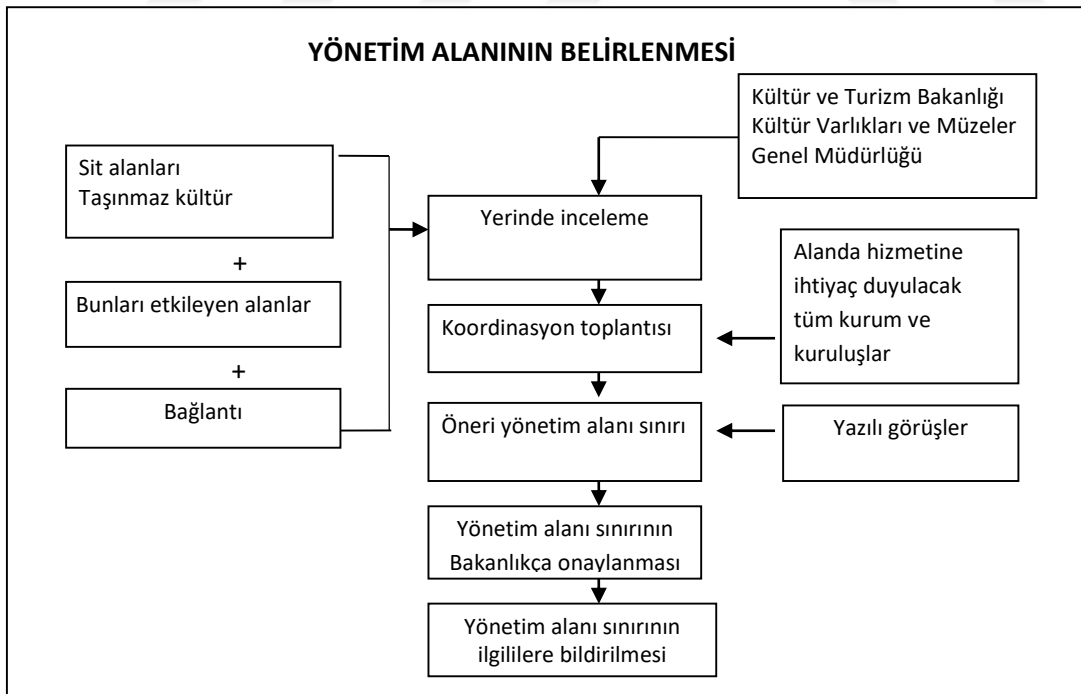 YÖNETİM ALANININ BELİRLENMESİ
Kültür ve Turizm Bakanlığı
Kültür Varlıkları ve Müzeler
Genel Müdürlüğü
Sit alanları
Taşınmaz kültür
+
Bunları etkileyen alanlar
+
Bağlantı
Yerinde inceleme
Koordinasyon toplantısı
Alanda hizmetine
ihtiyaç duyulacak
tüm kurum ve
kuruluşlar
Öneri yönetim alanı sınırı
Yazılı görüşler
Yönetim alanı sınırının
Bakanlıkça onaylanması
Yönetim alanı sınırının
ilgililere bildirilmesi